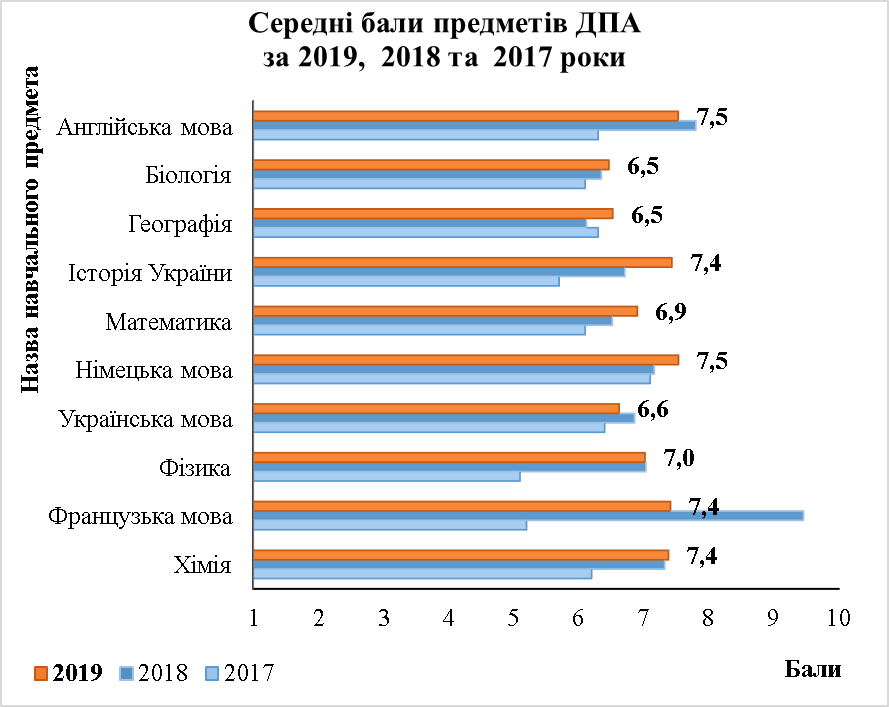 Середні бали предметів ДПА
за 2019, 2018 та 2017 роки
Назва навчального предмета
Англійська мова 7,5
Біологія 6,5
Географія 6,5
Історія України 7,4
Математика 6,9
Німецька мова 7,5
Українська мова 6,6
Фізика 7,0
Французька мова 7,4
Хімія 7,4
1 2 3 4 5 6 7 8 9 10
Бали
2019 2018 2017